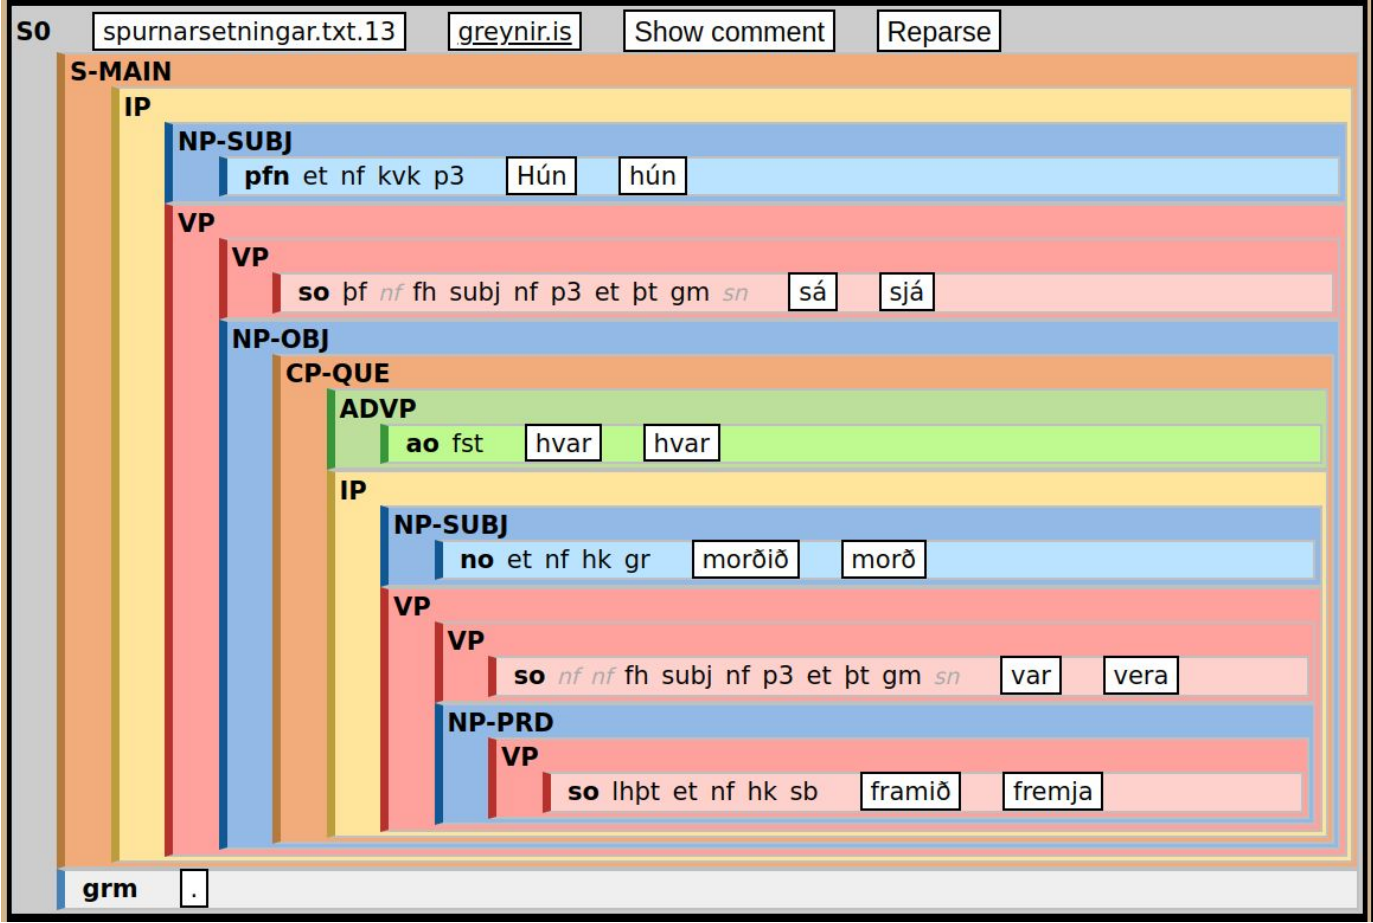 S0 spurnarsetningar.txt.13 greynir.is Show comment Reparse
S-MAIN
IP
NP-SUBJ
pfn et nf kvk p3 Hún hún
VP
VP
so þf nf fh subj nf p3 et þt gm sn sá sjá
NP-OBJ
CP-QUE
ADVP
ao fst hvar hvar
IP
NP-SUBJ
no et nf hk gr morðið morð
VP
VP
so nf nf fh subj nf p3 et þt gm sn var vera
NP-PRD
VP
so lhþt et nf hk sb framið fremja
grm .